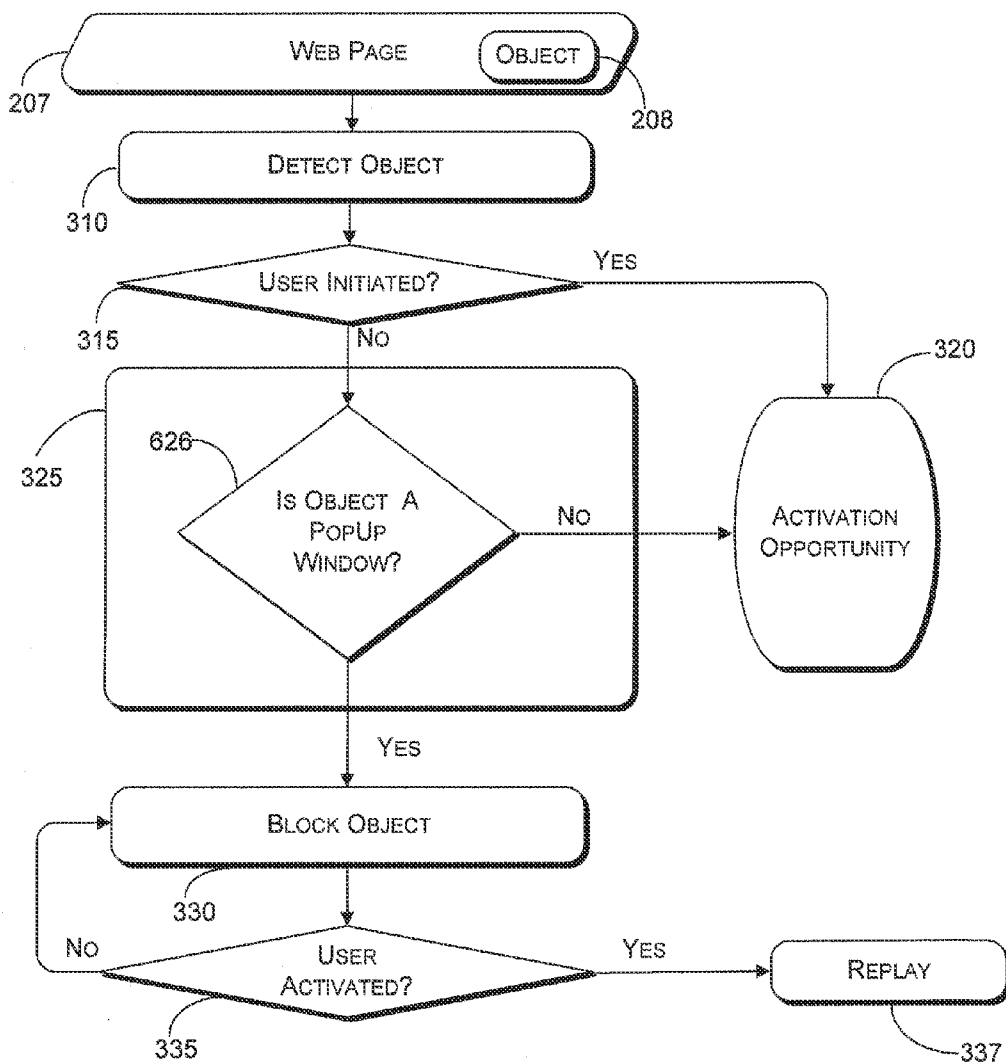 WEB PAGE
OBJECT
207
208
DETECT OBJECT
310
USER INITIATED?
YES
315
NO
320
325
626
IS OBJECT A
POPUP
WINDOW?
NO
ACTIVATION
OPPORTUNITY
YES
BLOCK OBJECT
330
NO
USER
ACTIVATED?
YES
REPLAY
335
337